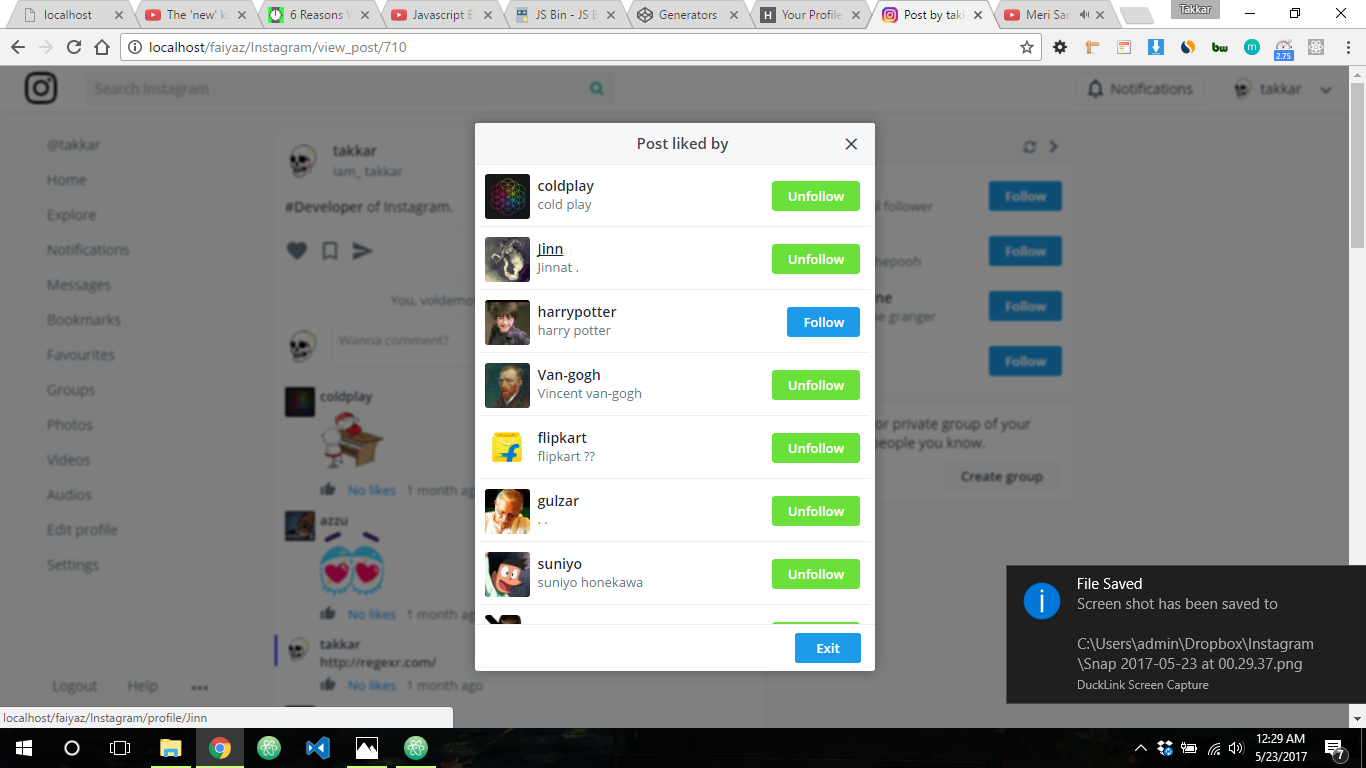 localhost
The 'new' k
6 Reasons
Javascript E
JS Bin - JS B
Generators
Your Profile
Post by takk
Meri Sar
Takkar
localhost/faiyaz/Instagram/view_post/710
bw
m
2.75
Search Instagram
Notifications
takkar
@takkar
Home
Explore
Notifications
Messages
Bookmarks
Favourites
Groups
Photos
Videos
Audios
Edit profile
Settings
Logout
Help
takkar
iam_ takkar
#Developer of Instagram.
You, voldemo
Wanna comment?
coldplay
No likes 1 month ag
azzu
No likes 1 month ag
takkar
http://regexr.com/
No likes 1 month ago
Post liked by
coldplay
cold play
Unfollow
Jinn
Jinnat .
Unfollow
harrypotter
harry potter
Follow
Van-gogh
Vincent van-gogh
Unfollow
flipkart
flipkart ??
Unfollow
gulzar
. .
Unfollow
suniyo
suniyo honekawa
Unfollow
Exit
Follow
follower
Follow
hepooh
Follow
ne
granger
Follow
or private group of your
people you know.
Create group
File Saved
Screen shot has been saved to
C:\Users\admin\Dropbox\Instagram
\Snap 2017-05-23 at 00.29.37.png
DuckLink Screen Capture
localhost/faiyaz/Instagram/profile/Jinn
12:29 AM
5/23/2017
7